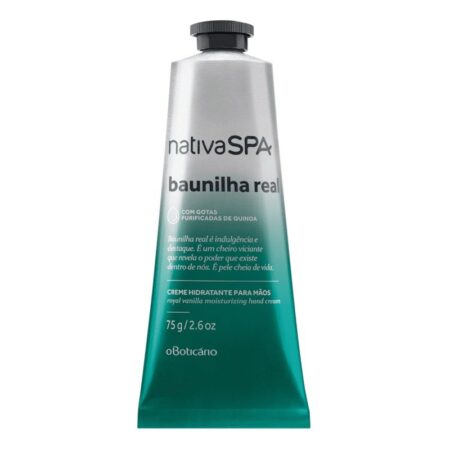 nativaSPA
baunilha real
COM GOTAS
PURIFICADAS DE QUINOA
Baunilha real é indulgência e
destaque. É um cheiro viciante
que revela o poder que existe
dentro de nós. É pele cheia de vida.
CREME HIDRATANTE PARA MÃOS
royal vanilla moisturizing hand cream
75 g / 2.6 oz
oBoticário